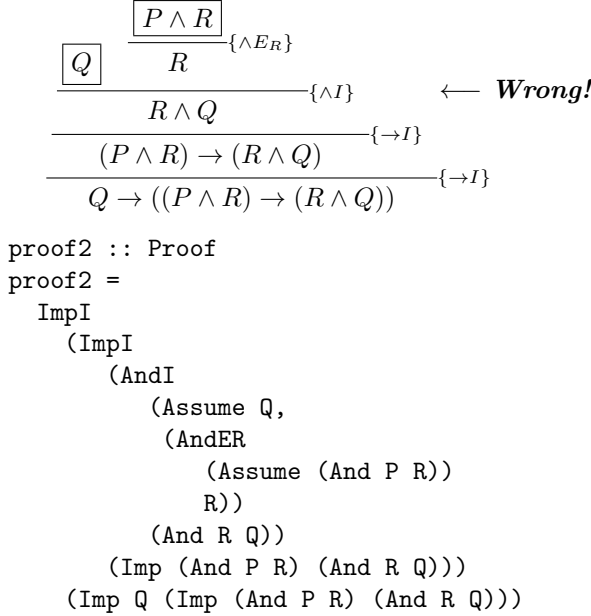 P ∧ R
{∧E_R}
Q R
{∧I} ⟵ Wrong!
R ∧ Q
{→I}
(P ∧ R) → (R ∧ Q)
{→I}
Q → ((P ∧ R) → (R ∧ Q))
proof2 :: Proof
proof2 =
  ImpI
    (ImpI
       (AndI
          (Assume Q,
           (AndER
              (Assume (And P R))
              R))
          (And R Q))
       (Imp (And P R) (And R Q)))
    (Imp Q (Imp (And P R) (And R Q)))